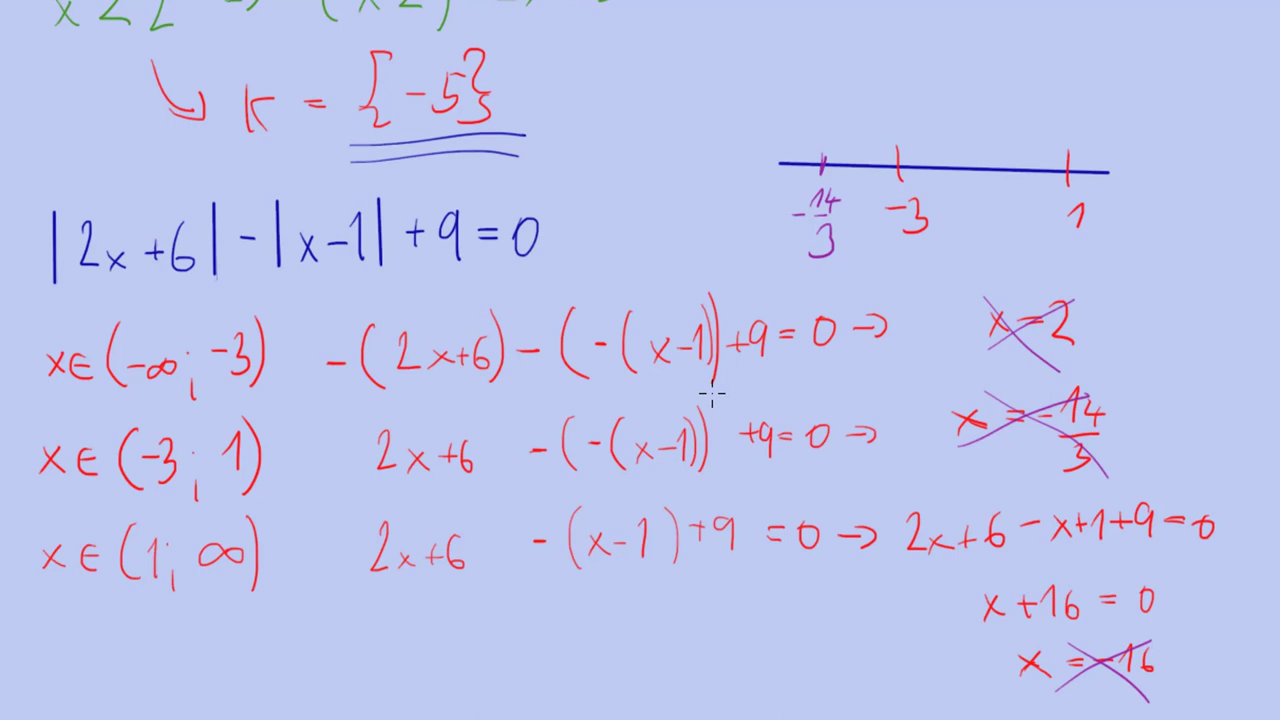 K = {-5}
-14/3 -3 1
|2x+6| - |x-1| + 9 = 0
x∈(-∞; -3) -(2x+6) - (-(x-1)) + 9 = 0 → x=2
x∈(-3; 1) 2x+6 -(-(x-1)) +9=0 → x = -14/3
x∈(1; ∞) 2x+6 - (x-1) + 9 = 0 → 2x+6 - x+1+9=0
x+16 = 0
x = -16